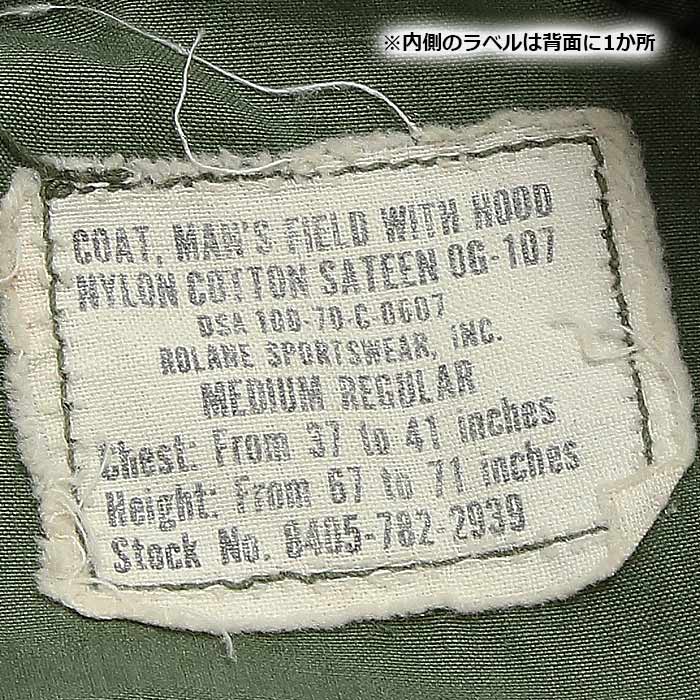 ※内側のラベルは背面に1か所
COAT, MAN'S FIELD WITH HOOD
NYLON COTTON SATEEN OG-107
DSA 100-70-C-0607
ROLANE SPORTSWEAR, INC.
MEDIUM REGULAR
Chest: From 37 to 41 inches
Height: From 67 to 71 inches
Stock No. 8405-782-2939